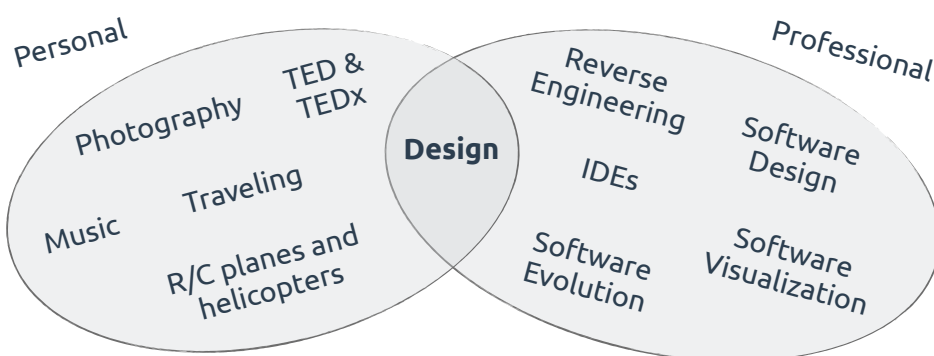 Personal
TED &
TEDx
Photography
Traveling
Music
R/C planes and
helicopters
Design
Professional
Reverse
Engineering
Software
Design
IDEs
Software
Evolution
Software
Visualization